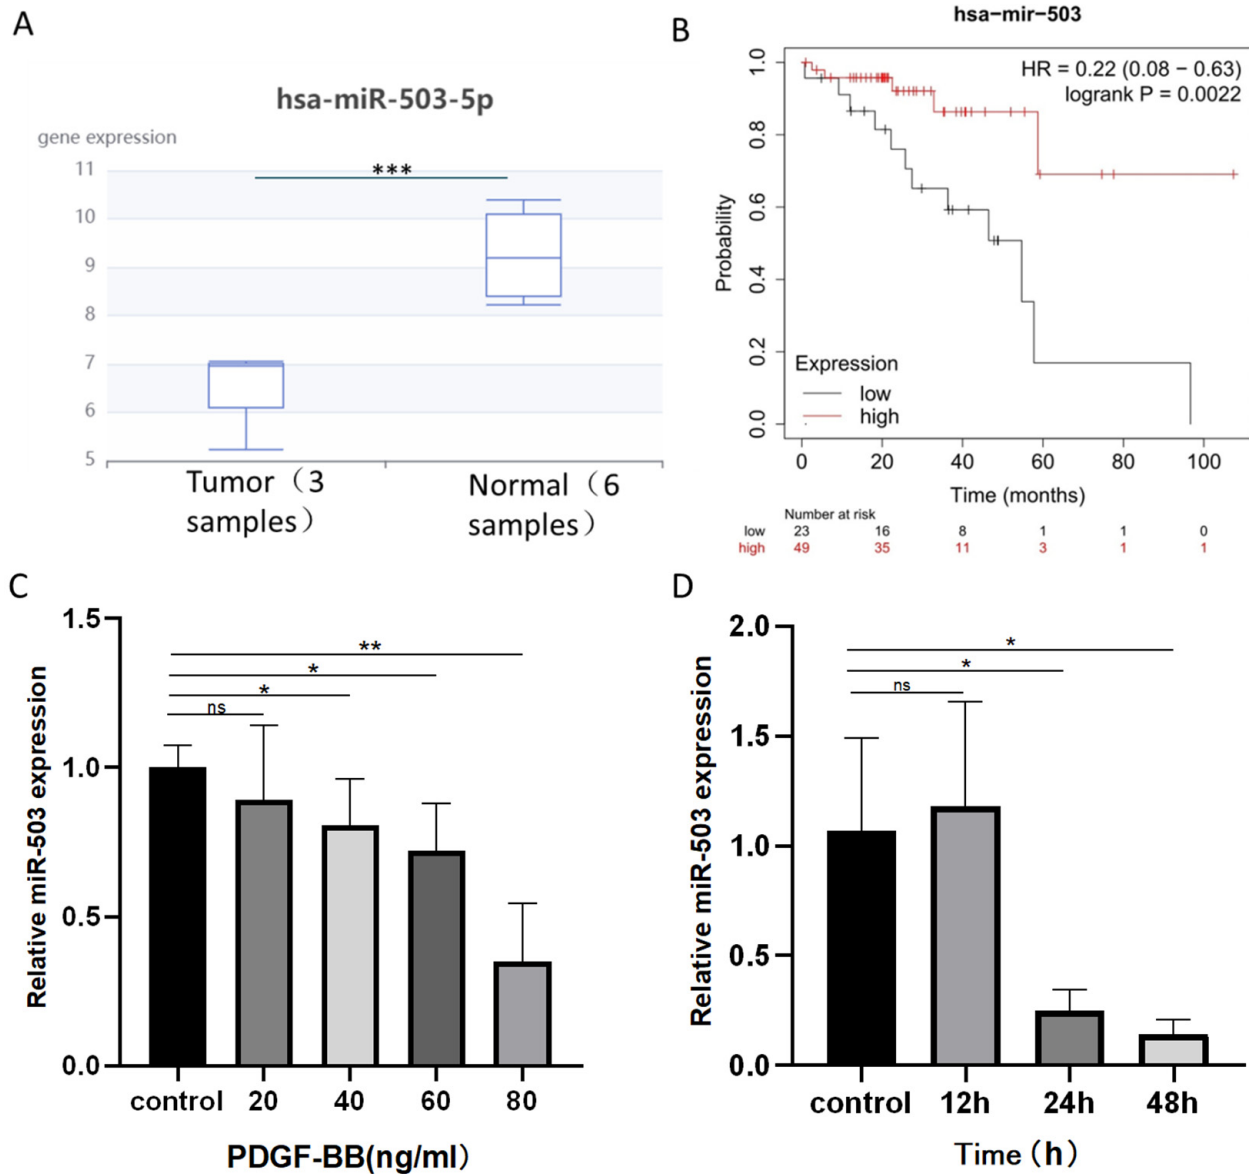 A
hsa-miR-503-5p
gene expression
***
11
10
9
8
7
6
5
Tumor（3
samples）
Normal（6
samples）
B
hsa−mir−503
HR = 0.22 (0.08 − 0.63)
logrank P = 0.0022
Probability
1.0
0.8
0.6
0.4
0.2
0.0
Expression
low
high
0 20 40 60 80 100
Time (months)
Number at risk
low 23 16 8 1 1 0
high 49 35 11 3 1 1
C
Relative miR-503 expression
1.5
1.0
0.5
0.0
**
*
*
ns
control 20 40 60 80
PDGF-BB(ng/ml）
D
Relative miR-503 expression
2.0
1.5
1.0
0.5
0.0
*
*
ns
control 12h 24h 48h
Time（h）